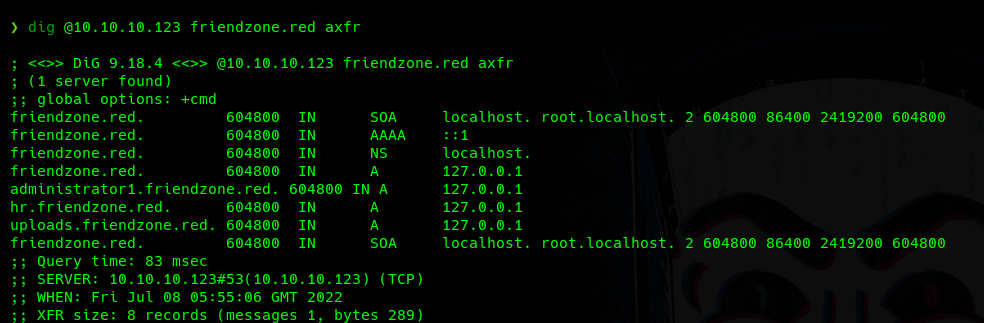 ❯ dig @10.10.10.123 friendzone.red axfr
; <<>> DiG 9.18.4 <<>> @10.10.10.123 friendzone.red axfr
; (1 server found)
;; global options: +cmd
friendzone.red. 604800 IN SOA localhost. root.localhost. 2 604800 86400 2419200 604800
friendzone.red. 604800 IN AAAA ::1
friendzone.red. 604800 IN NS localhost.
friendzone.red. 604800 IN A 127.0.0.1
administrator1.friendzone.red. 604800 IN A 127.0.0.1
hr.friendzone.red. 604800 IN A 127.0.0.1
uploads.friendzone.red. 604800 IN A 127.0.0.1
friendzone.red. 604800 IN SOA localhost. root.localhost. 2 604800 86400 2419200 604800
;; Query time: 83 msec
;; SERVER: 10.10.10.123#53(10.10.10.123) (TCP)
;; WHEN: Fri Jul 08 05:55:06 GMT 2022
;; XFR size: 8 records (messages 1, bytes 289)